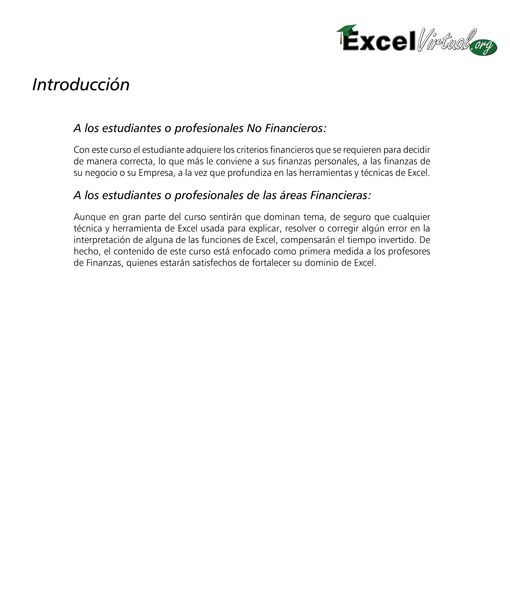 Excel Virtual.org
Introducción
A los estudiantes o profesionales No Financieros:
Con este curso el estudiante adquiere los criterios financieros que se requieren para decidir
de manera correcta, lo que más le conviene a sus finanzas personales, a las finanzas de
su negocio o su Empresa, a la vez que profundiza en las herramientas y técnicas de Excel.
A los estudiantes o profesionales de las áreas Financieras:
Aunque en gran parte del curso sentirán que dominan tema, de seguro que cualquier
técnica y herramienta de Excel usada para explicar, resolver o corregir algún error en la
interpretación de alguna de las funciones de Excel, compensarán el tiempo invertido. De
hecho, el contenido de este curso está enfocado como primera medida a los profesores
de Finanzas, quienes estarán satisfechos de fortalecer su dominio de Excel.